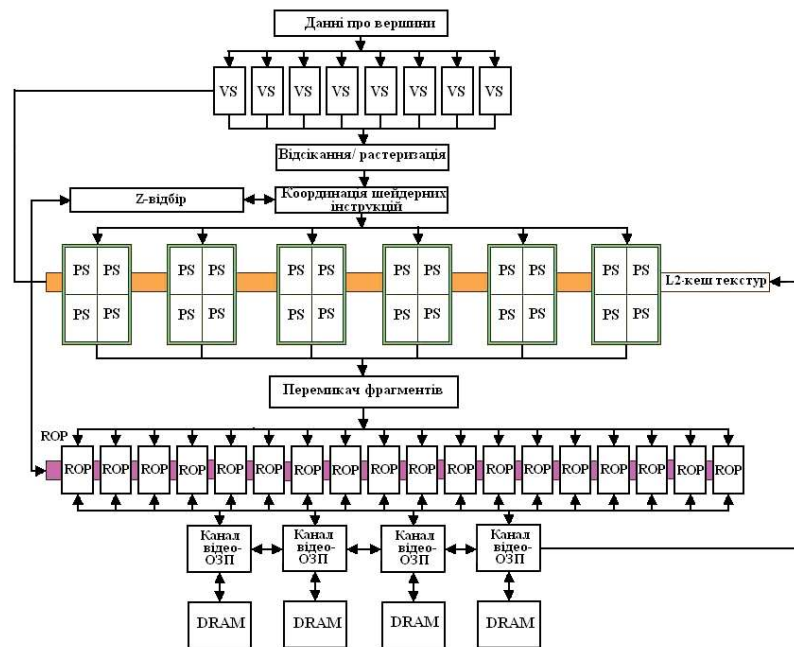 Данні про вершини
VS VS VS VS VS VS VS VS
Відсікання/ растеризація
Z-відбір
Координація шейдерних
інструкцій
PS PS PS PS PS PS PS PS PS PS PS PS
L2-кеш текстур
PS PS PS PS PS PS PS PS PS PS PS PS
Перемикач фрагментів
ROP
ROP ROP ROP ROP ROP ROP ROP ROP ROP ROP ROP ROP ROP ROP ROP ROP ROP ROP
Канал
відео-
ОЗП
Канал
відео-
ОЗП
Канал
відео-
ОЗП
Канал
відео-
ОЗП
DRAM DRAM DRAM DRAM